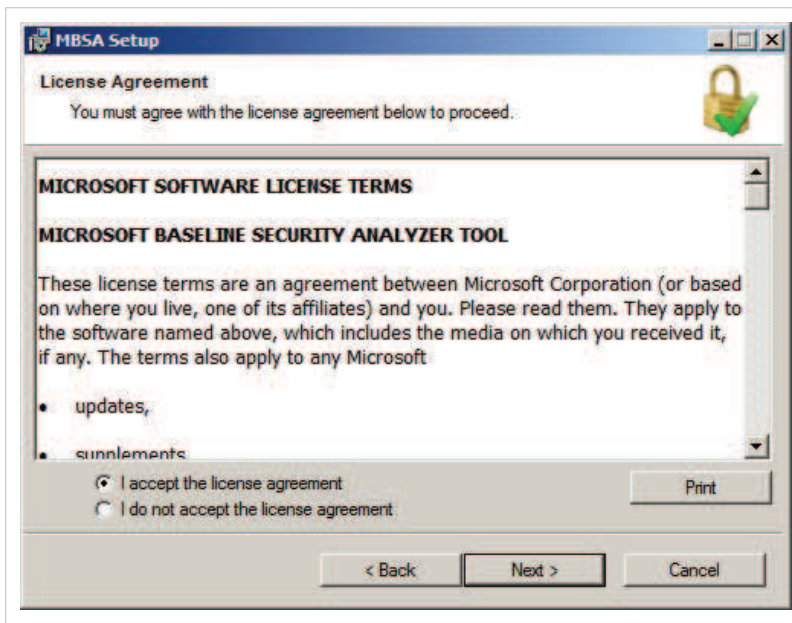 MBSA Setup
License Agreement
You must agree with the license agreement below to proceed.
MICROSOFT SOFTWARE LICENSE TERMS
MICROSOFT BASELINE SECURITY ANALYZER TOOL
These license terms are an agreement between Microsoft Corporation (or based
on where you live, one of its affiliates) and you. Please read them. They apply to
the software named above, which includes the media on which you received it,
if any. The terms also apply to any Microsoft
• updates,
• supplements
I accept the license agreement
I do not accept the license agreement
Print
< Back
Next >
Cancel